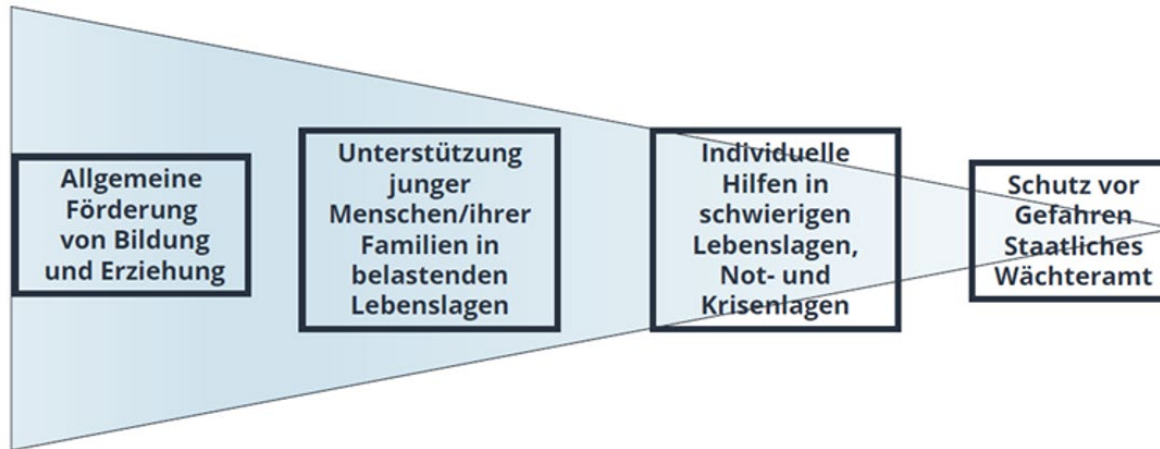 Allgemeine
Förderung
von Bildung
und Erziehung
Unterstützung
junger
Menschen/ihrer
Familien in
belastenden
Lebenslagen
Individuelle
Hilfen in
schwierigen
Lebenslagen,
Not- und
Krisenlagen
Schutz vor
Gefahren
Staatliches
Wächteramt